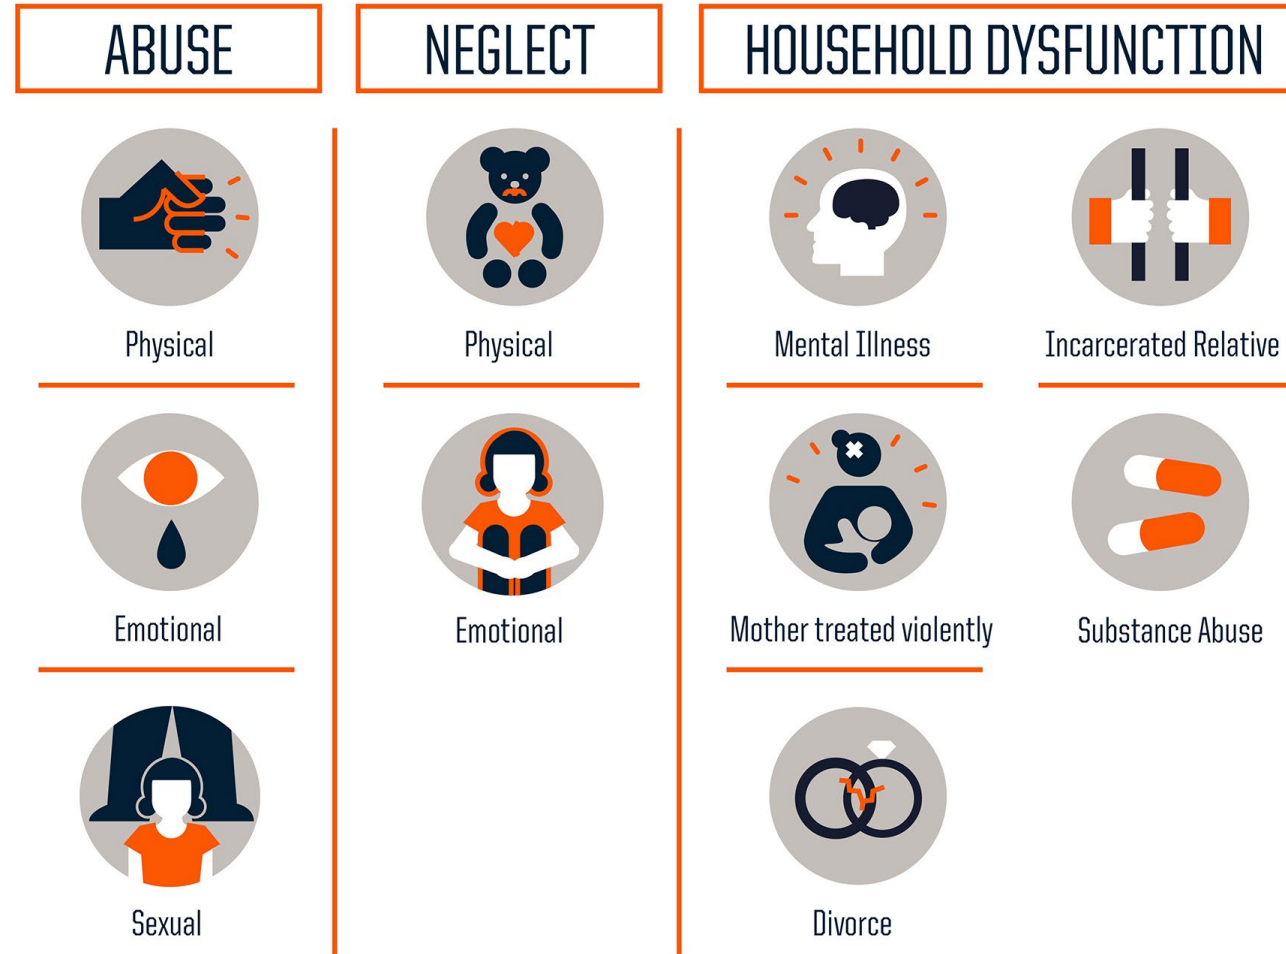 ABUSE
Physical
Emotional
Sexual
NEGLECT
Physical
Emotional
HOUSEHOLD DYSFUNCTION
Mental Illness
Incarcerated Relative
Mother treated violently
Substance Abuse
Divorce